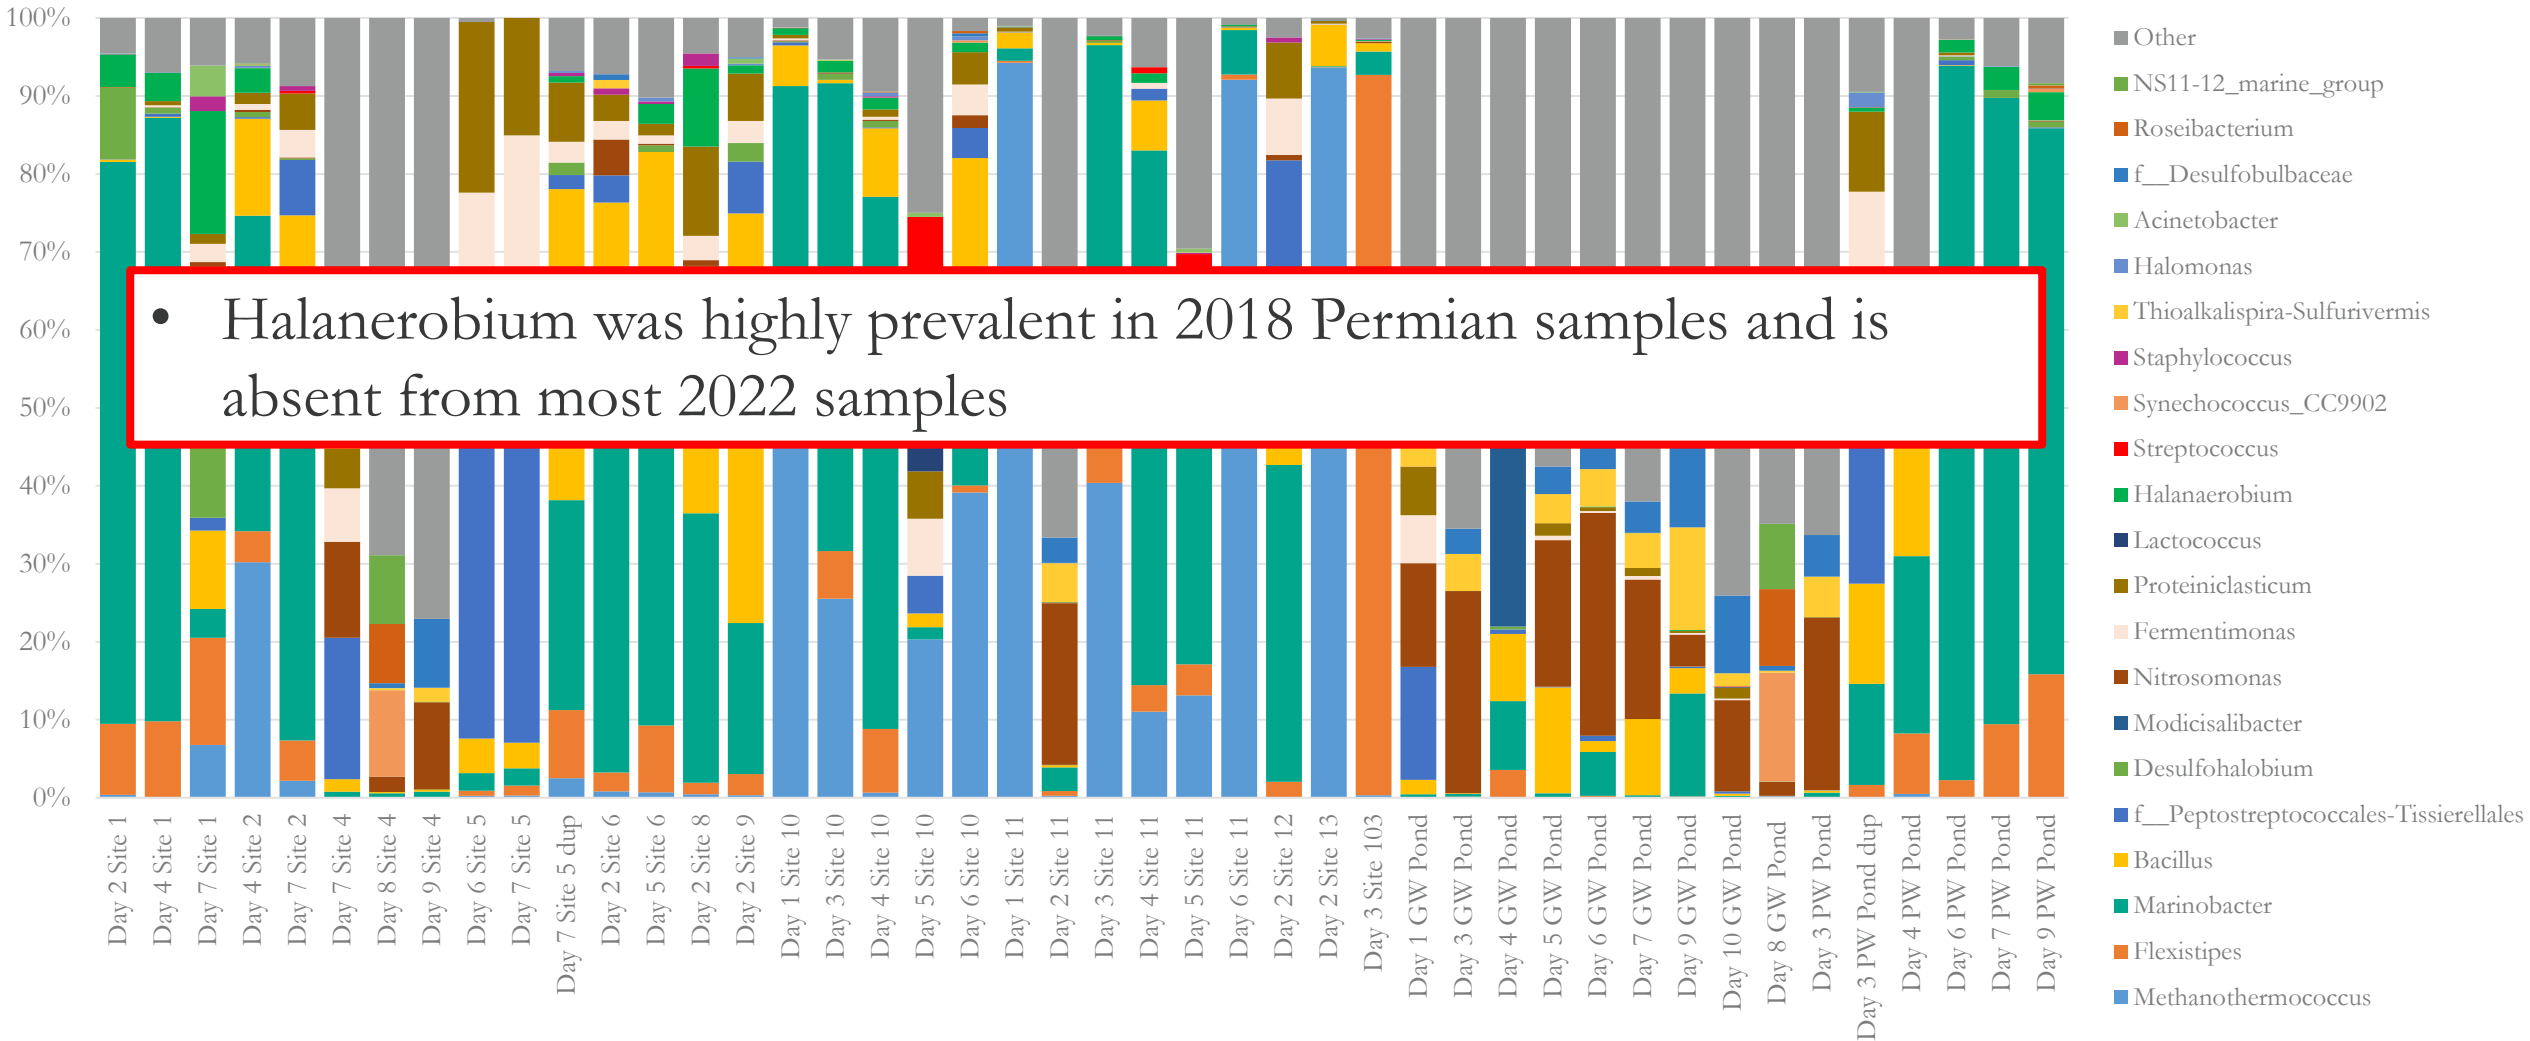 100%
90%
80%
70%
60%
50%
40%
30%
20%
10%
0%
• Halanerobium was highly prevalent in 2018 Permian samples and is
absent from most 2022 samples
Day 2 Site 1
Day 4 Site 1
Day 7 Site 1
Day 4 Site 2
Day 7 Site 2
Day 7 Site 4
Day 8 Site 4
Day 9 Site 4
Day 6 Site 5
Day 7 Site 5
Day 7 Site 5 dup
Day 2 Site 6
Day 5 Site 6
Day 2 Site 8
Day 2 Site 9
Day 1 Site 10
Day 3 Site 10
Day 4 Site 10
Day 5 Site 10
Day 6 Site 10
Day 1 Site 11
Day 2 Site 11
Day 3 Site 11
Day 4 Site 11
Day 5 Site 11
Day 6 Site 11
Day 2 Site 12
Day 2 Site 13
Day 3 Site 103
Day 1 GW Pond
Day 3 GW Pond
Day 4 GW Pond
Day 5 GW Pond
Day 6 GW Pond
Day 7 GW Pond
Day 9 GW Pond
Day 10 GW Pond
Day 8 GW Pond
Day 3 PW Pond
Day 3 PW Pond dup
Day 4 PW Pond
Day 6 PW Pond
Day 7 PW Pond
Day 9 PW Pond
Other
NS11-12_marine_group
Roseibacterium
f__Desulfobulbaceae
Acinetobacter
Halomonas
Thioalkalispira-Sulfurivermis
Staphylococcus
Synechococcus_CC9902
Streptococcus
Halanaerobium
Lactococcus
Proteiniclasticum
Fermentimonas
Nitrosomonas
Modicisalibacter
Desulfohalobium
f__Peptostreptococcales-Tissierellales
Bacillus
Marinobacter
Flexistipes
Methanothermococcus